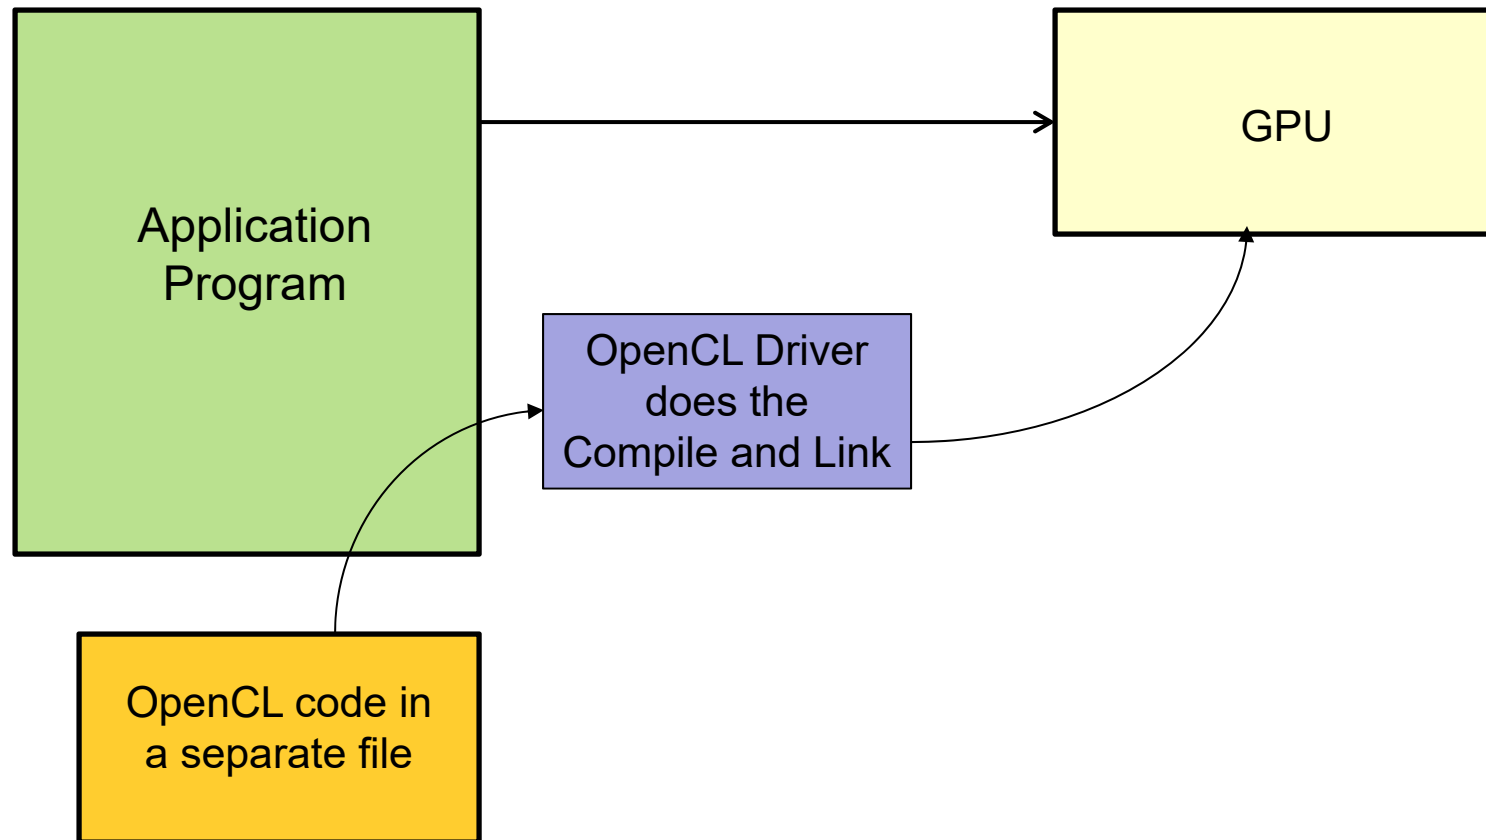 Application
Program
GPU
OpenCL Driver
does the
Compile and Link
OpenCL code in
a separate file